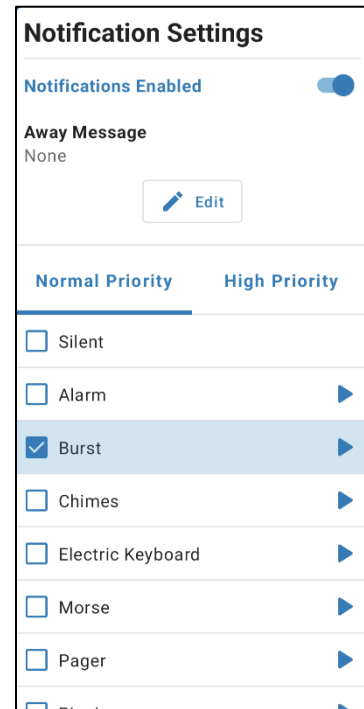 Notification Settings
Notifications Enabled
Away Message
None
Edit
Normal Priority High Priority
Silent
Alarm
Burst
Chimes
Electric Keyboard
Morse
Pager